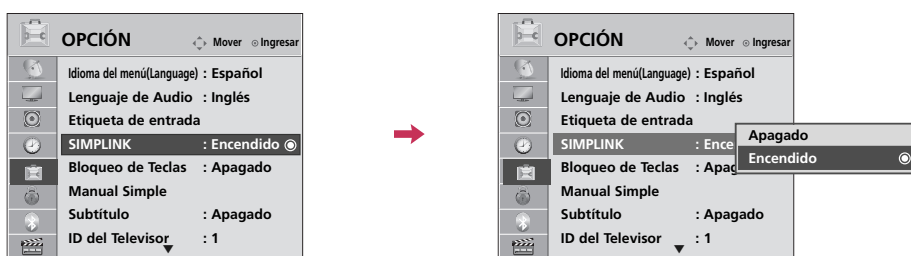 OPCIÓN Mover Ingresar
Idioma del menú(Language) : Español
Lenguaje de Audio : Inglés
Etiqueta de entrada
SIMPLINK : Encendido
Bloqueo de Teclas : Apagado
Manual Simple
Subtítulo : Apagado
ID del Televisor : 1
OPCIÓN Mover Ingresar
Idioma del menú(Language) : Español
Lenguaje de Audio : Inglés
Etiqueta de entrada
SIMPLINK : Ence
Bloqueo de Teclas : Apag
Manual Simple
Subtítulo : Apagado
ID del Televisor : 1
Apagado
Encendido